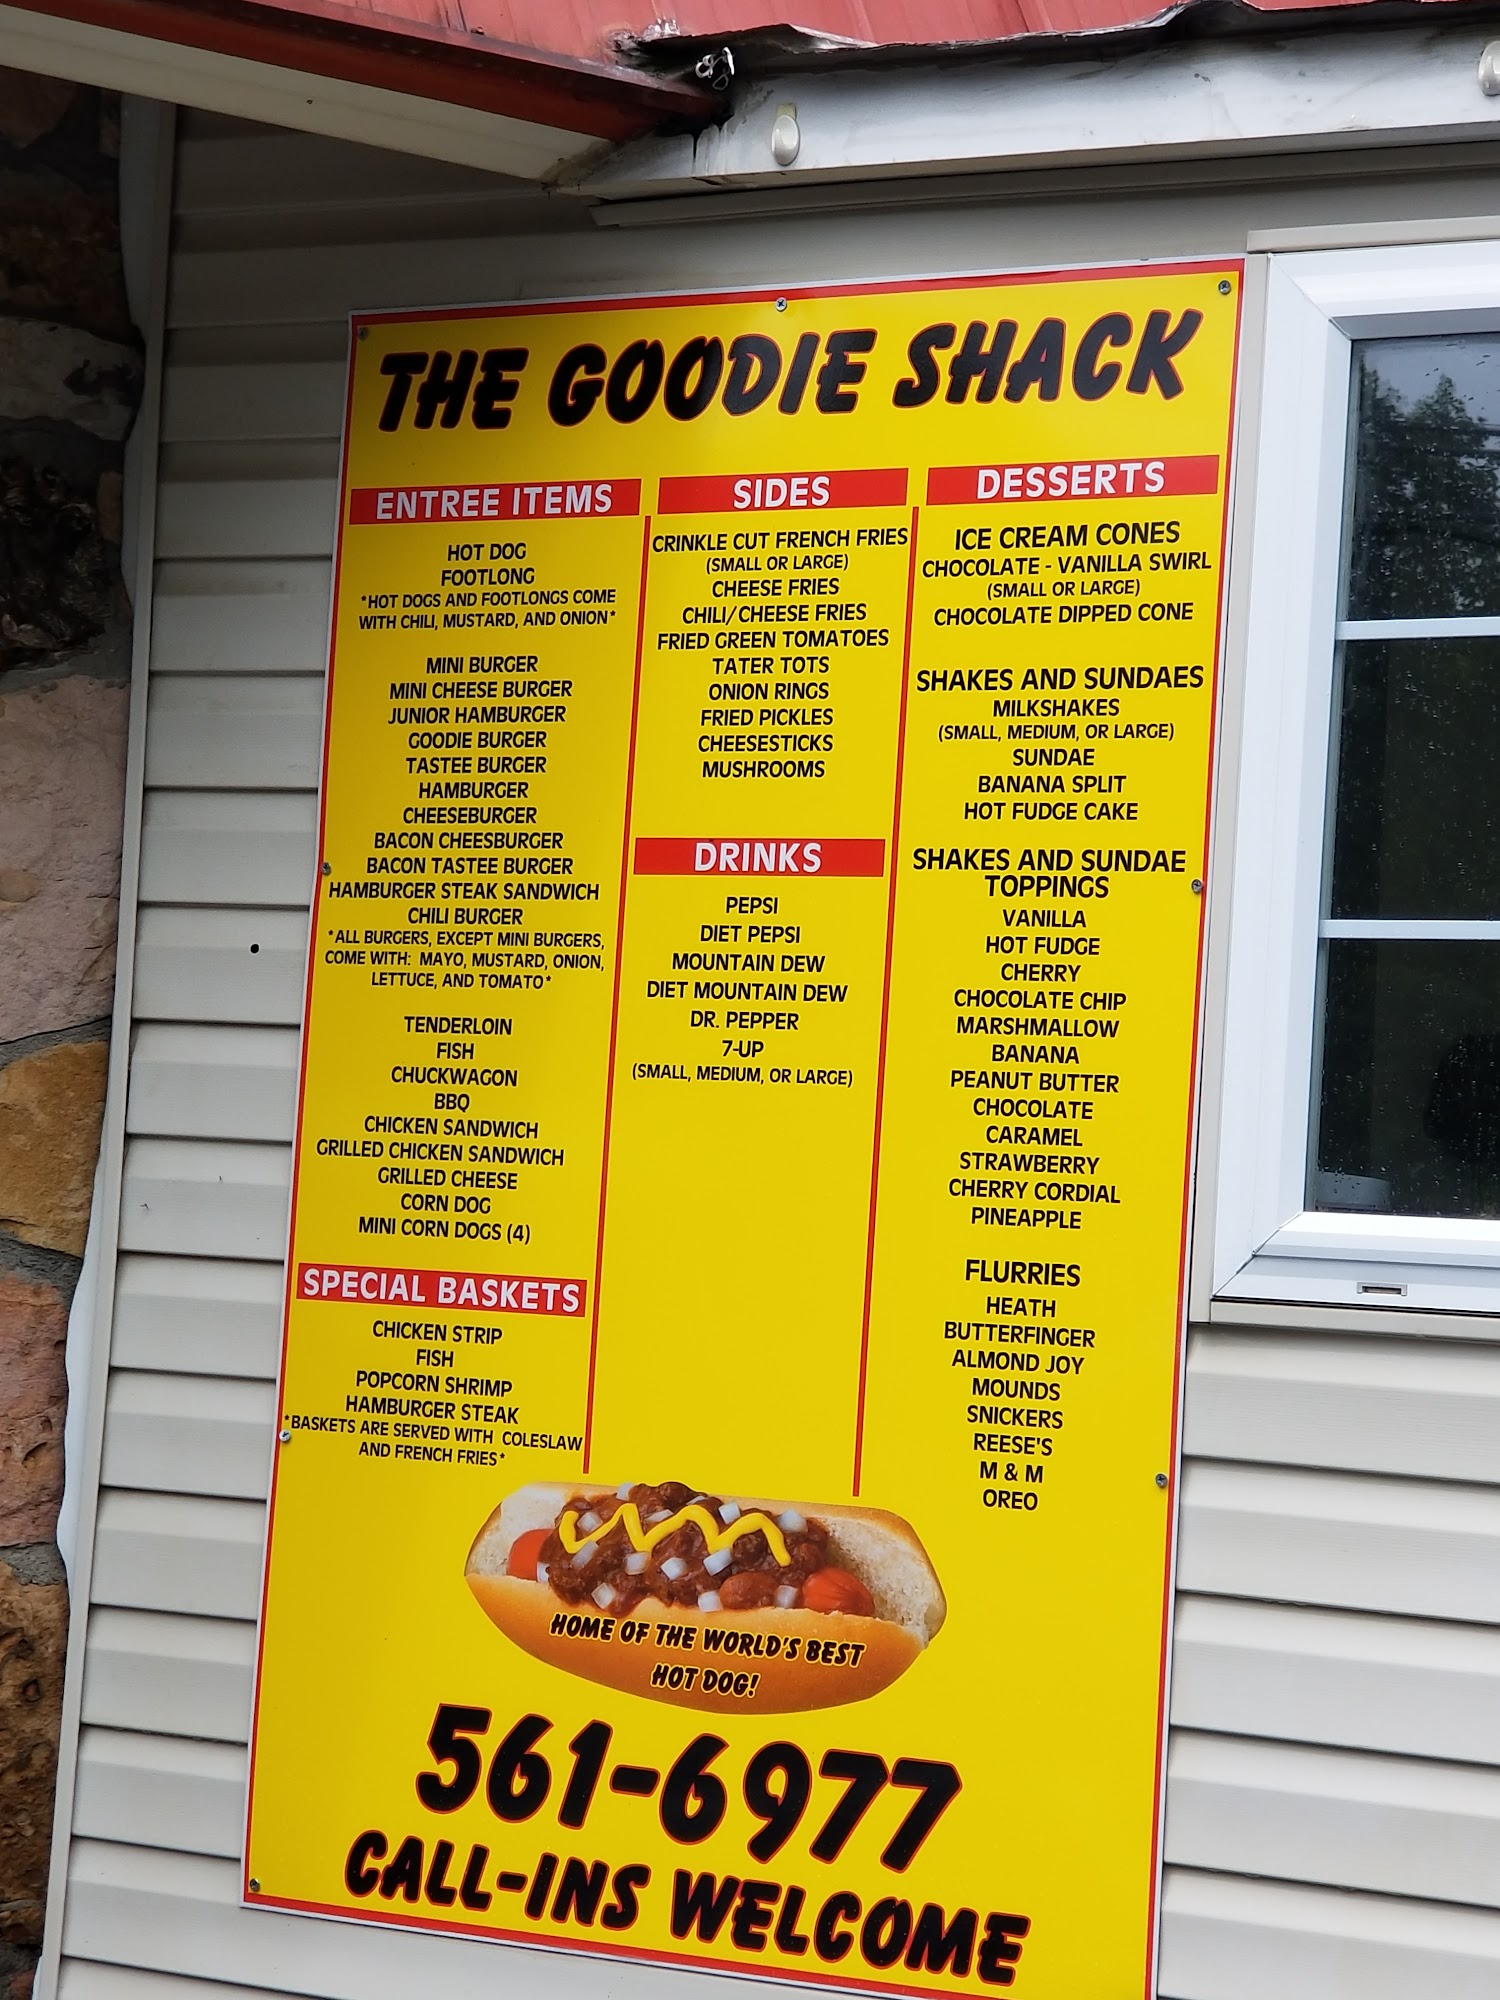 THE GOODIE SHACK
ENTREE ITEMS
HOT DOG
FOOTLONG
*HOT DOGS AND FOOTLONGS COME
WITH CHILI, MUSTARD, AND ONION*
MINI BURGER
MINI CHEESE BURGER
JUNIOR HAMBURGER
GOODIE BURGER
TASTEE BURGER
HAMBURGER
CHEESEBURGER
BACON CHEESBURGER
BACON TASTEE BURGER
HAMBURGER STEAK SANDWICH
CHILI BURGER
*ALL BURGERS, EXCEPT MINI BURGERS,
COME WITH: MAYO, MUSTARD, ONION,
LETTUCE, AND TOMATO*
TENDERLOIN
FISH
CHUCKWAGON
BBQ
CHICKEN SANDWICH
GRILLED CHICKEN SANDWICH
GRILLED CHEESE
CORN DOG
MINI CORN DOGS (4)
SPECIAL BASKETS
CHICKEN STRIP
FISH
POPCORN SHRIMP
HAMBURGER STEAK
*BASKETS ARE SERVED WITH COLESLAW
AND FRENCH FRIES*
SIDES
CRINKLE CUT FRENCH FRIES
(SMALL OR LARGE)
CHEESE FRIES
CHILI/CHEESE FRIES
FRIED GREEN TOMATOES
TATER TOTS
ONION RINGS
FRIED PICKLES
CHEESESTICKS
MUSHROOMS
DRINKS
PEPSI
DIET PEPSI
MOUNTAIN DEW
DIET MOUNTAIN DEW
DR. PEPPER
7-UP
(SMALL, MEDIUM, OR LARGE)
DESSERTS
ICE CREAM CONES
CHOCOLATE - VANILLA SWIRL
(SMALL OR LARGE)
CHOCOLATE DIPPED CONE
SHAKES AND SUNDAES
MILKSHAKES
(SMALL, MEDIUM, OR LARGE)
SUNDAE
BANANA SPLIT
HOT FUDGE CAKE
SHAKES AND SUNDAE
TOPPINGS
VANILLA
HOT FUDGE
CHERRY
CHOCOLATE CHIP
MARSHMALLOW
BANANA
PEANUT BUTTER
CHOCOLATE
CARAMEL
STRAWBERRY
CHERRY CORDIAL
PINEAPPLE
FLURRIES
HEATH
BUTTERFINGER
ALMOND JOY
MOUNDS
SNICKERS
REESE'S
M & M
OREO
HOME OF THE WORLD'S BEST
HOT DOG!
561-6977
CALL-INS WELCOME